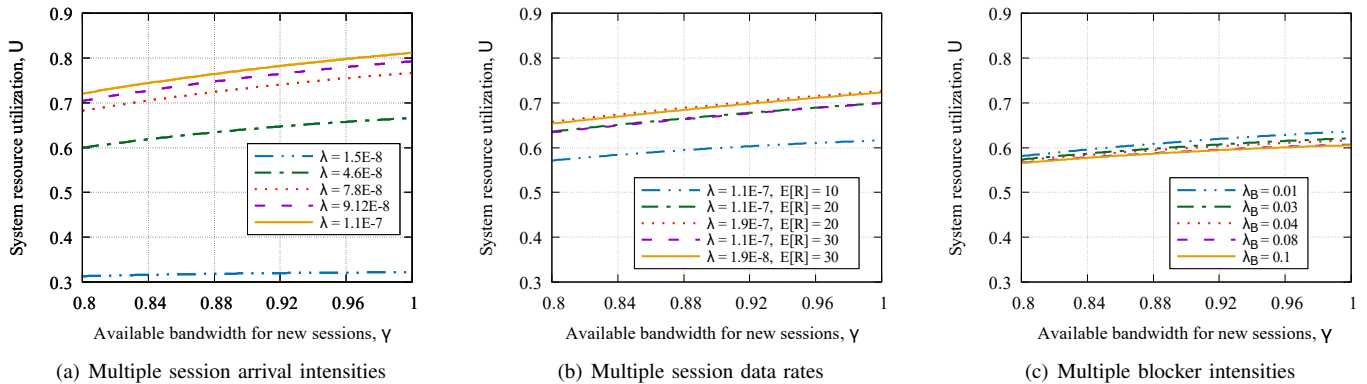 0.9
0.8
0.7
0.6
0.5
0.4
0.3
0.8
0.84
0.88
0.92
0.96
1
System resource utilization, U
Available bandwidth for new sessions, γ
λ = 1.5E-8
λ = 4.6E-8
λ = 7.8E-8
λ = 9.12E-8
λ = 1.1E-7
(a) Multiple session arrival intensities
0.9
0.8
0.7
0.6
0.5
0.4
0.3
0.8
0.84
0.88
0.92
0.96
1
System resource utilization, U
Available bandwidth for new sessions, γ
λ = 1.1E-7, E[R] = 10
λ = 1.1E-7, E[R] = 20
λ = 1.9E-7, E[R] = 20
λ = 1.1E-7, E[R] = 30
λ = 1.9E-8, E[R] = 30
(b) Multiple session data rates
0.9
0.8
0.7
0.6
0.5
0.4
0.3
0.8
0.84
0.88
0.92
0.96
1
System resource utilization, U
Available bandwidth for new sessions, γ
λB = 0.01
λB = 0.03
λB = 0.04
λB = 0.08
λB = 0.1
(c) Multiple blocker intensities